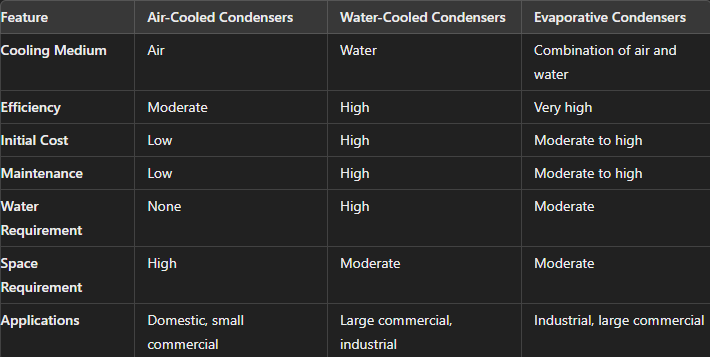 Feature Air-Cooled Condensers Water-Cooled Condensers Evaporative Condensers
Cooling Medium Air Water Combination of air and
water
Efficiency Moderate High Very high
Initial Cost Low High Moderate to high
Maintenance Low High Moderate to high
Water None High Moderate
Requirement
Space High Moderate Moderate
Requirement
Applications Domestic, small Large commercial, Industrial, large commercial
commercial industrial